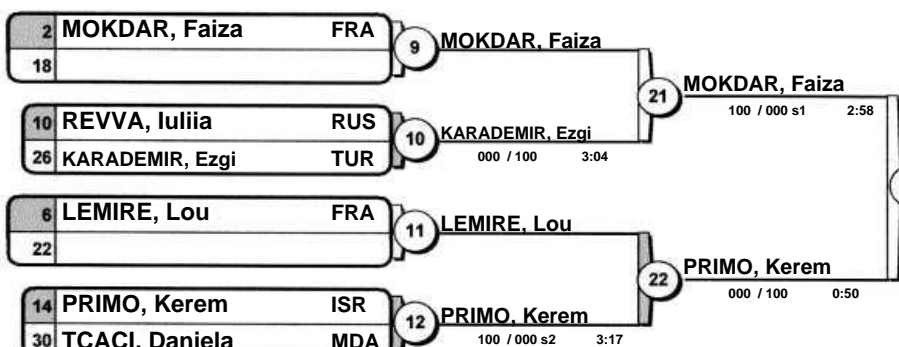 2 MOKDAR, Faiza FRA
18
9 MOKDAR, Faiza
10 REVVA, Iuliia RUS
26 KARADEMIR, Ezgi TUR
10 KARADEMIR, Ezgi
000 / 100 3:04
21 MOKDAR, Faiza
100 / 000 s1 2:58
6 LEMIRE, Lou FRA
22
11 LEMIRE, Lou
14 PRIMO, Kerem ISR
30 TCACI, Daniela MDA
12 PRIMO, Kerem
100 / 000 s2 3:17
22 PRIMO, Kerem
000 / 100 0:50